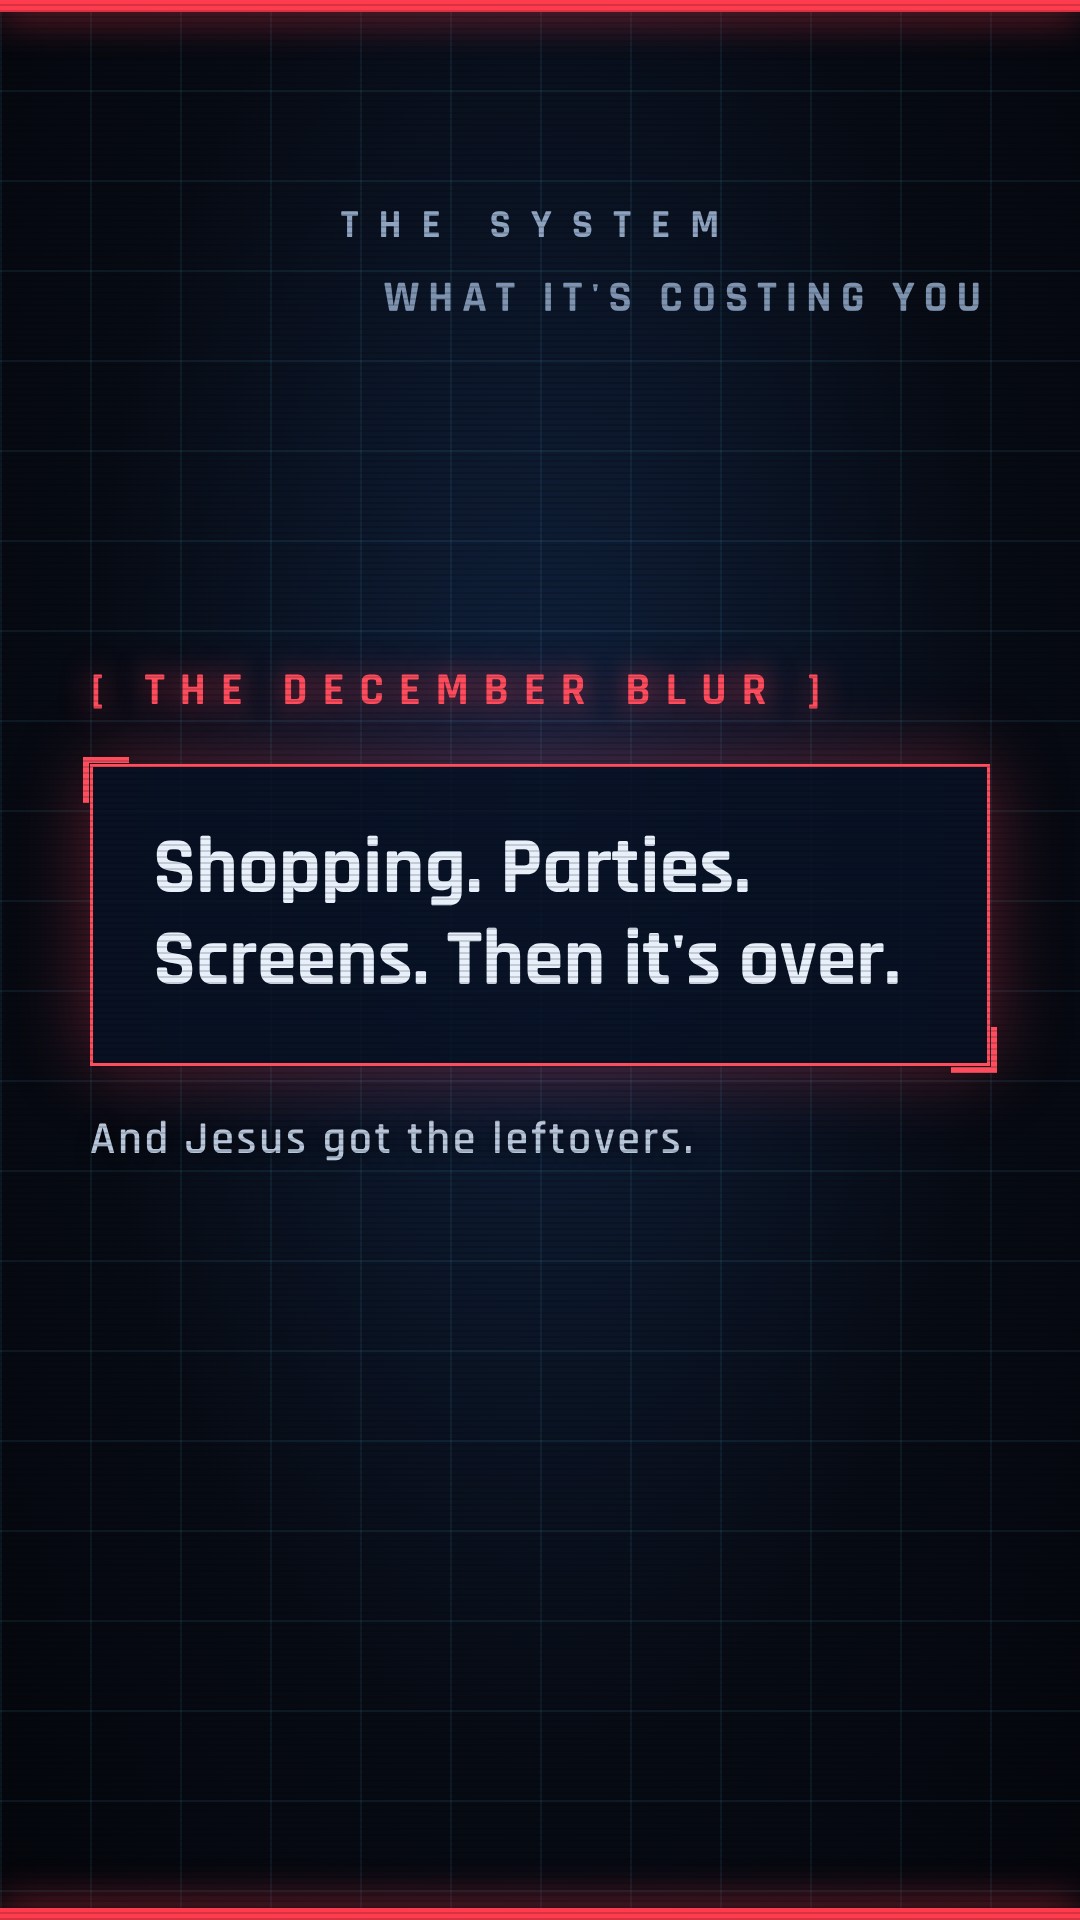 THE SYSTEM
WHAT IT'S COSTING YOU
[ THE DECEMBER BLUR ]
Shopping. Parties.
Screens. Then it's over.
And Jesus got the leftovers.